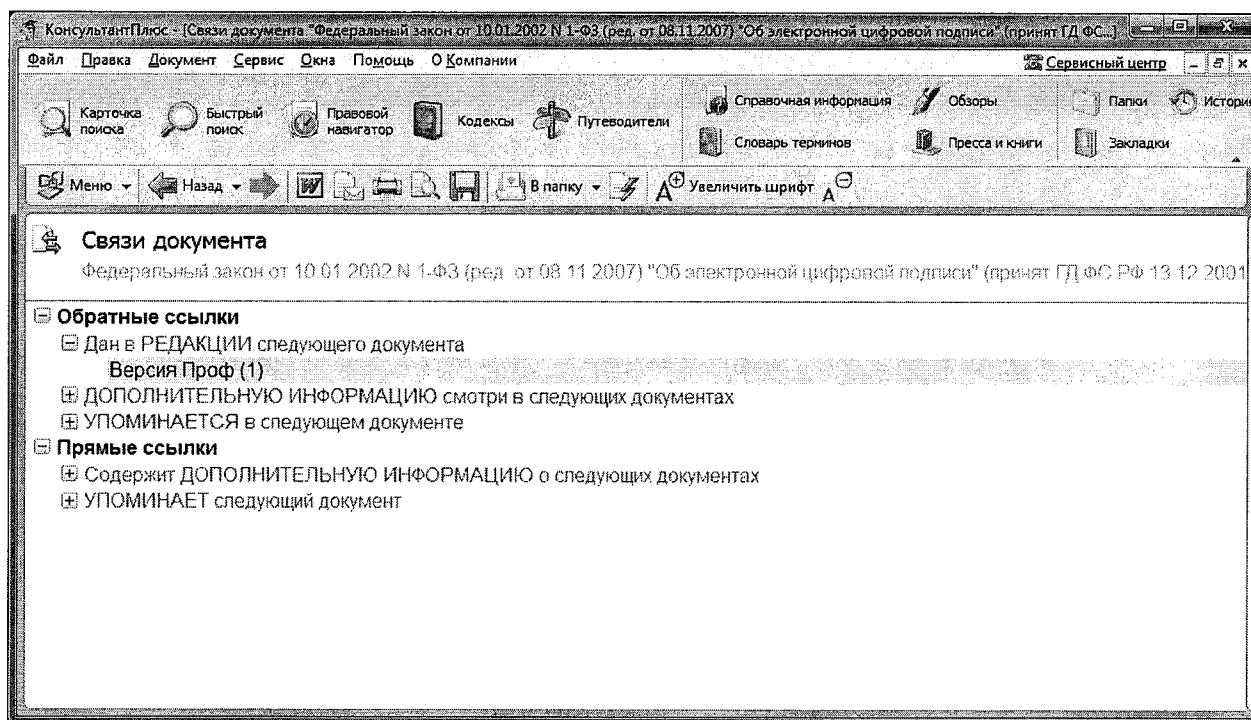 КонсультантПлюс - [Связи документа "Федеральный закон от 10.01.2002 N 1-ФЗ (ред. от 08.11.2007) "Об электронной цифровой подписи" (принят ГД ФС...]
Файл Правка Документ Сервис Окна Помощь О Компании Сервисный центр
Карточка поиска Быстрый поиск Правовой навигатор Кодексы Путеводители Справочная информация Обзоры Папки Истори
Словарь терминов Пресса и книги Закладки
Меню Назад В папку Увеличить шрифт
Связи документа
Федеральный закон от 10.01.2002 N 1-ФЗ (ред. от 08.11.2007) "Об электронной цифровой подписи" (принят ГД ФС РФ 13.12.2001
Обратные ссылки
Дан в РЕДАКЦИИ следующего документа
Версия Проф (1)
ДОПОЛНИТЕЛЬНУЮ ИНФОРМАЦИЮ смотри в следующих документах
УПОМИНАЕТСЯ в следующем документе
Прямые ссылки
Содержит ДОПОЛНИТЕЛЬНУЮ ИНФОРМАЦИЮ о следующих документах
УПОМИНАЕТ следующий документ